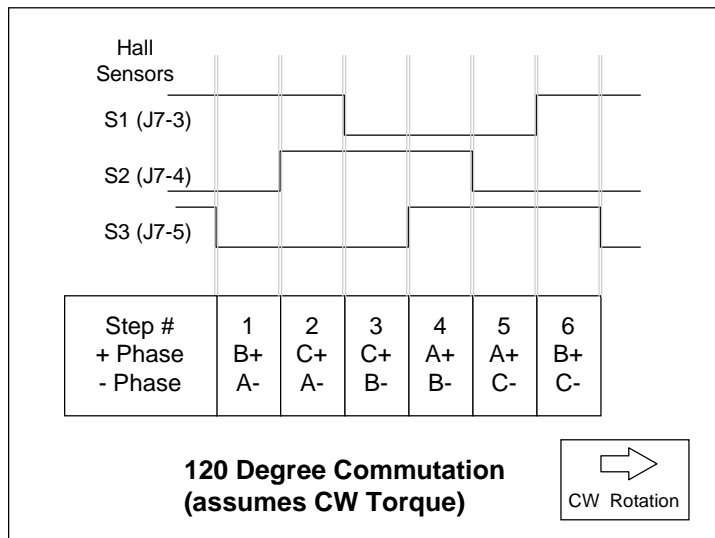 Hall
Sensors
S1 (J7-3)
S2 (J7-4)
S3 (J7-5)
Step # 1 2 3 4 5 6
+ Phase B+ C+ C+ A+ A+ B+
- Phase A- A- B- B- C- C-
120 Degree Commutation
(assumes CW Torque)
CW Rotation